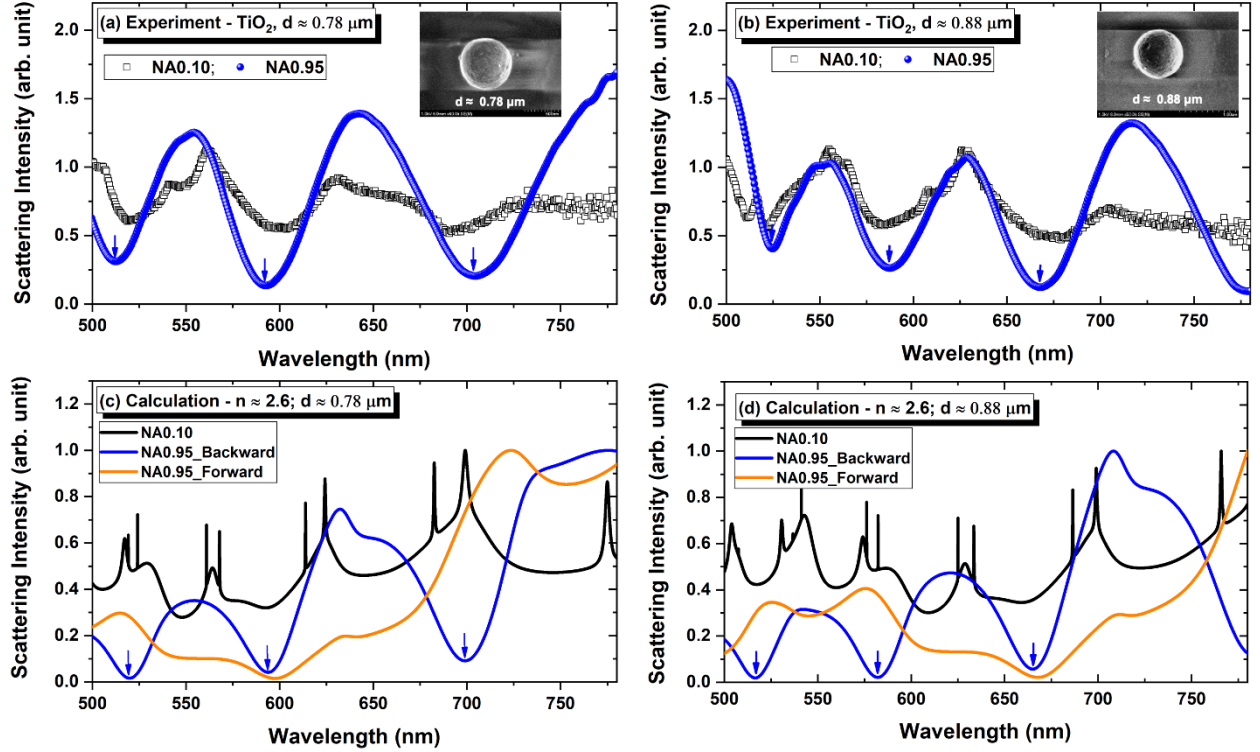 (a) Experiment - TiO₂, d ≈ 0.78 μm
NA0.10; NA0.95
d ≈ 0.78 μm
Scattering Intensity (arb. unit)
2.0
1.5
1.0
0.5
0.0
500 550 600 650 700 750
Wavelength (nm)
(b) Experiment - TiO₂, d ≈ 0.88 μm
NA0.10; NA0.95
d ≈ 0.88 μm
Scattering Intensity (arb. unit)
2.0
1.5
1.0
0.5
0.0
500 550 600 650 700 750
Wavelength (nm)
(c) Calculation - n ≈ 2.6; d ≈ 0.78 μm
NA0.10
NA0.95_Backward
NA0.95_Forward
Scattering Intensity (arb. unit)
1.2
1.0
0.8
0.6
0.4
0.2
0.0
500 550 600 650 700 750
Wavelength (nm)
(d) Calculation - n ≈ 2.6; d ≈ 0.88 μm
NA0.10
NA0.95_Backward
NA0.95_Forward
Scattering Intensity (arb. unit)
1.2
1.0
0.8
0.6
0.4
0.2
0.0
500 550 600 650 700 750
Wavelength (nm)